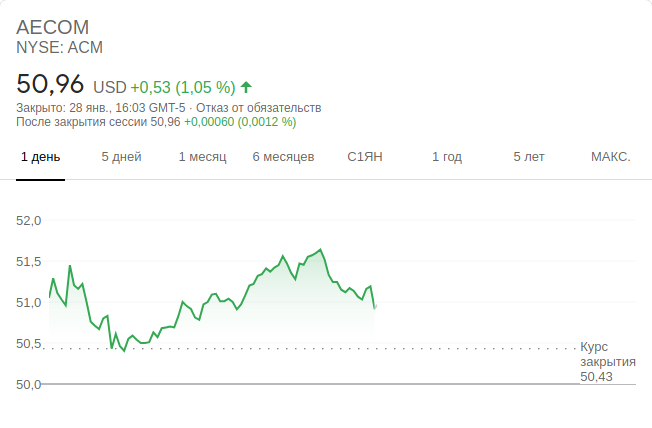 AECOM
NYSE: ACM
50,96 USD +0,53 (1,05 %)
Закрыто: 28 янв., 16:03 GMT-5 · Отказ от обязательств
После закрытия сессии 50,96 +0,00060 (0,0012 %)
1 день 5 дней 1 месяц 6 месяцев С1ЯН 1 год 5 лет МАКС.
52,0
51,5
51,0
50,5
50,0
Курс
закрытия
50,43